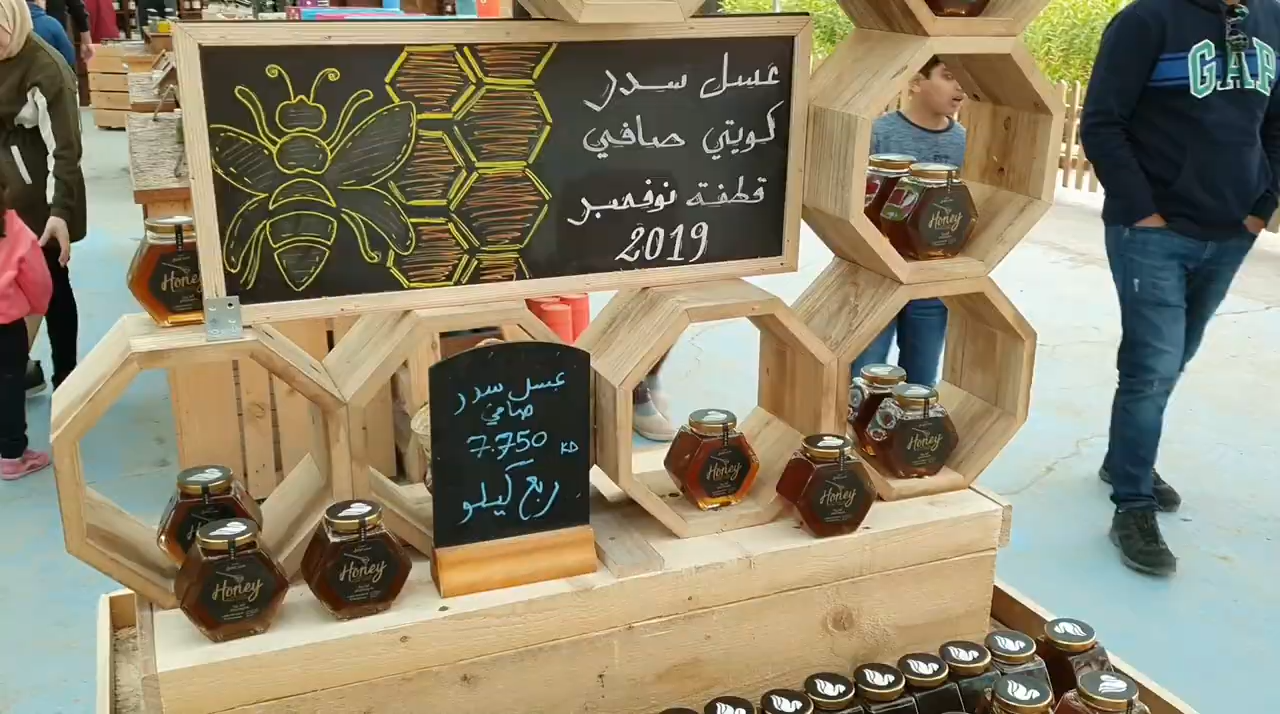 عسل سدر
كويتي صافي
قطفة نوفمبر
2019
GAP
عسل سدر
صافي
7.750 KD
ربع كيلو
Honey
Honey
Honey
Honey
Honey
Honey
Honey
Honey